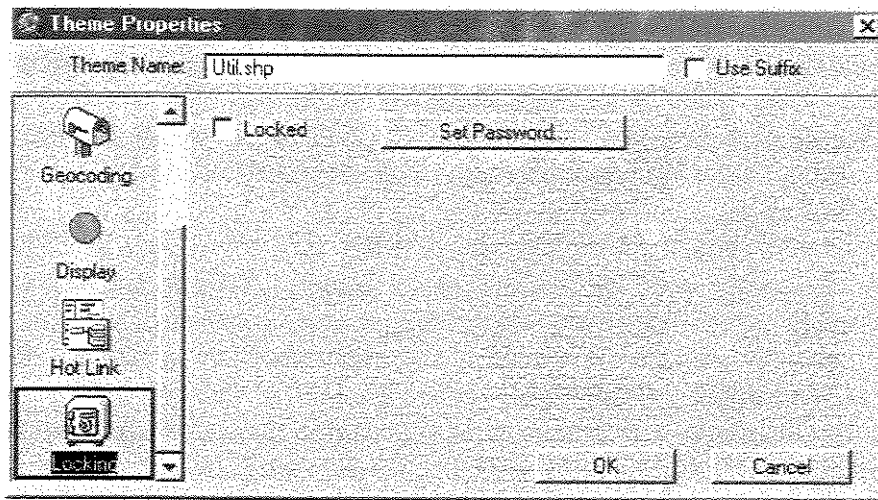 Theme Properties
Theme Name: Util.shp Use Suffix
Geocoding
Display
Hot Link
Locking
Locked Set Password...
OK Cancel